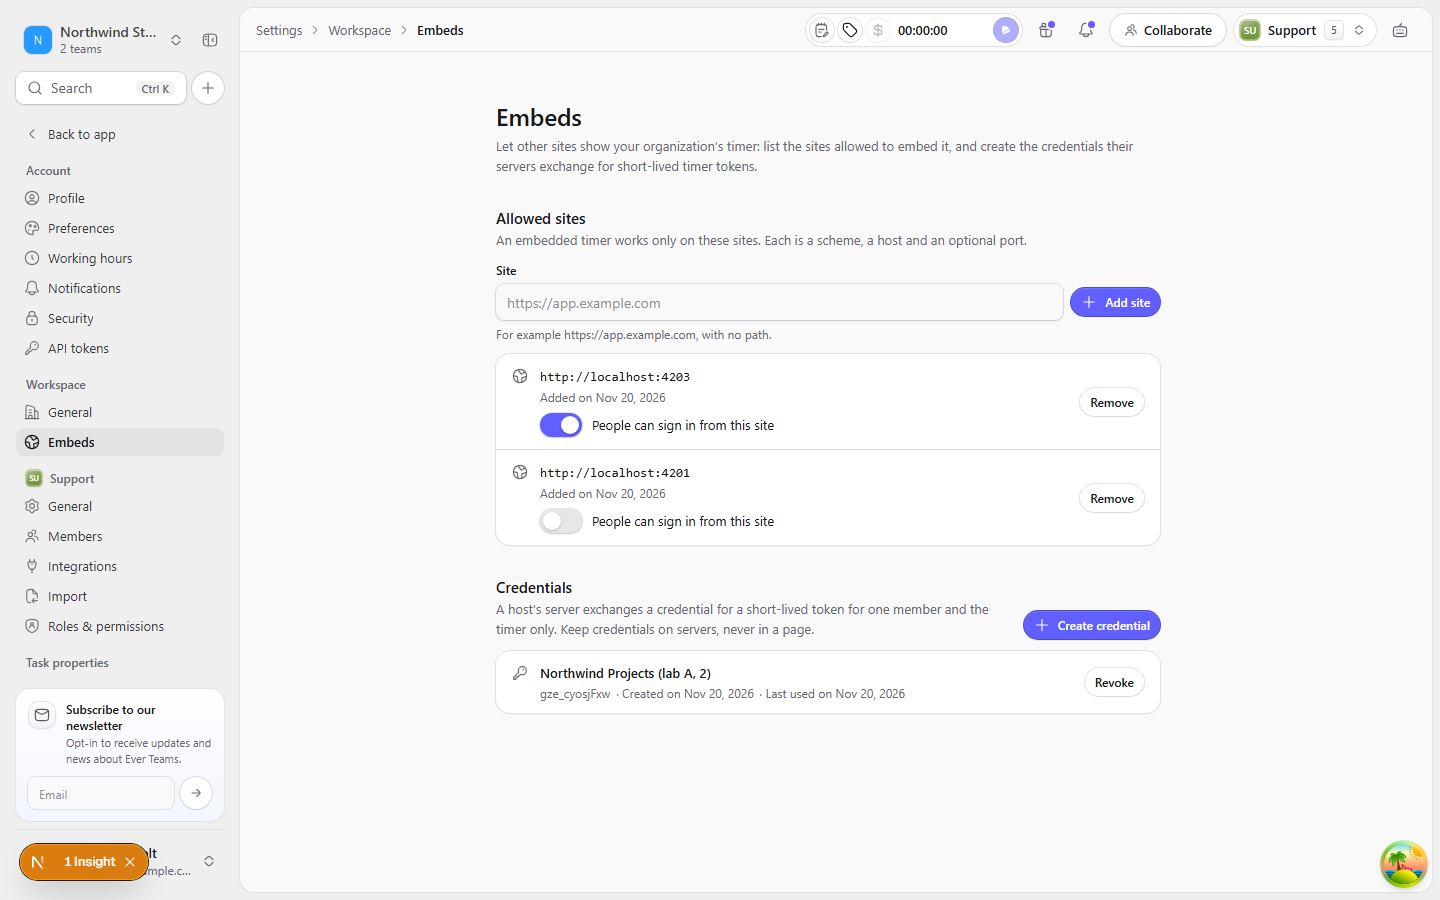 N
Northwind St...
2 teams
Search
Ctrl K
Back to app
Account
Profile
Preferences
Working hours
Notifications
Security
API tokens
Workspace
General
Embeds
SU Support
General
Members
Integrations
Import
Roles & permissions
Task properties
Subscribe to our
newsletter
Opt-in to receive updates and
news about Ever Teams.
Email
N 1 Insight
lt
mple.c...
Settings > Workspace > Embeds
$
00:00:00
Collaborate
SU Support 5
Embeds
Let other sites show your organization's timer: list the sites allowed to embed it, and create the credentials their
servers exchange for short-lived timer tokens.
Allowed sites
An embedded timer works only on these sites. Each is a scheme, a host and an optional port.
Site
https://app.example.com
Add site
For example https://app.example.com, with no path.
http://localhost:4203
Added on Nov 20, 2026
People can sign in from this site
Remove
http://localhost:4201
Added on Nov 20, 2026
People can sign in from this site
Remove
Credentials
A host's server exchanges a credential for a short-lived token for one member and the
timer only. Keep credentials on servers, never in a page.
Create credential
Northwind Projects (lab A, 2)
gze_cyosjFxw · Created on Nov 20, 2026 · Last used on Nov 20, 2026
Revoke